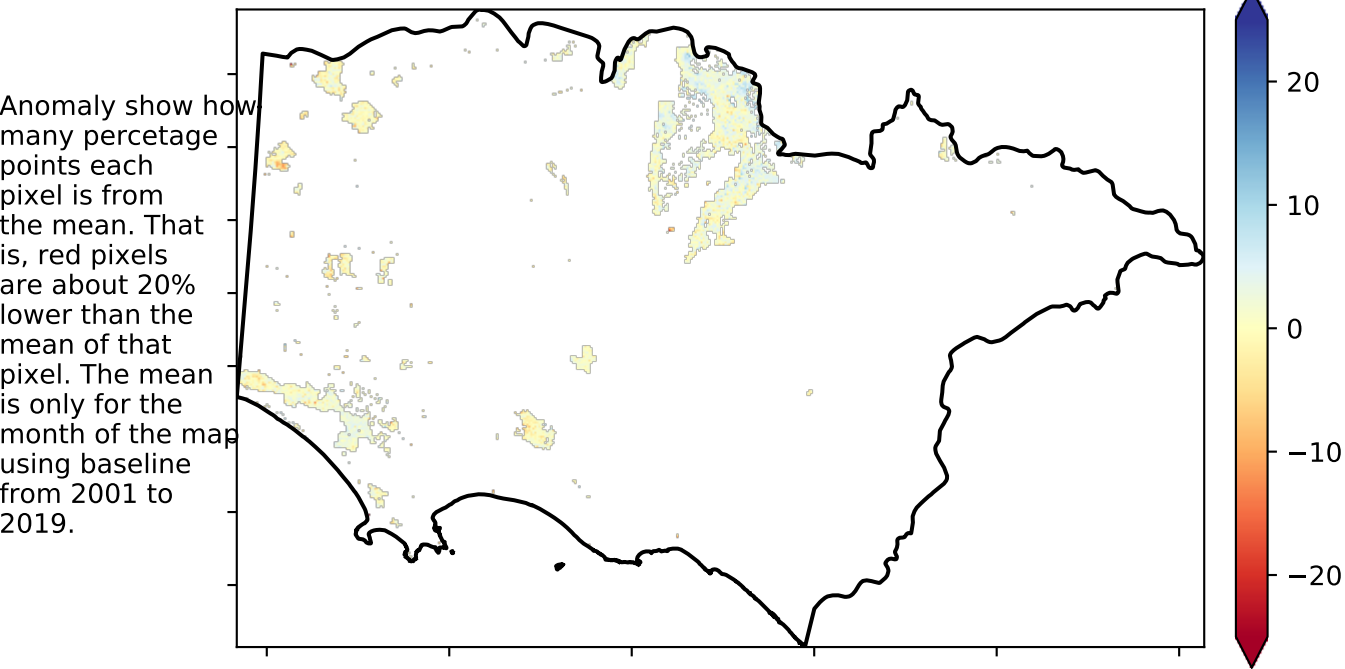 Anomaly show how
many percetage
points each
pixel is from
the mean. That
is, red pixels
are about 20%
lower than the
mean of that
pixel. The mean
is only for the
month of the map
using baseline
from 2001 to
2019.
20
10
0
−10
−20